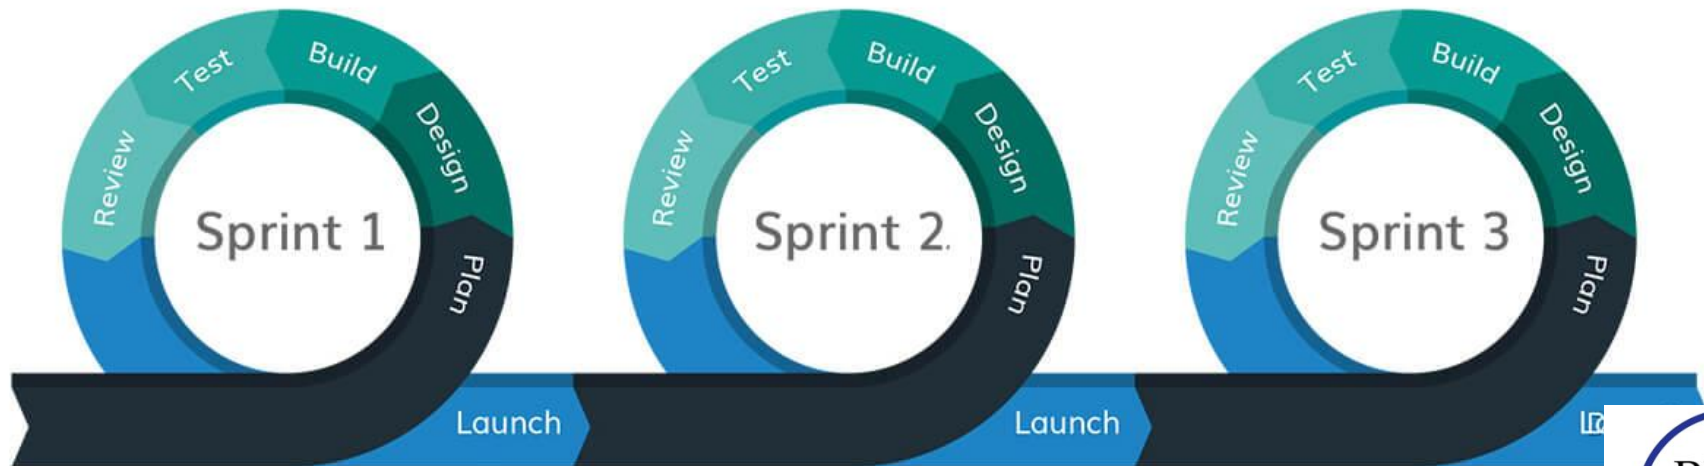 Sprint 1
Plan
Design
Build
Test
Review
Launch
Sprint 2.
Plan
Design
Build
Test
Review
Launch
Sprint 3
Plan
Design
Build
Test
Review